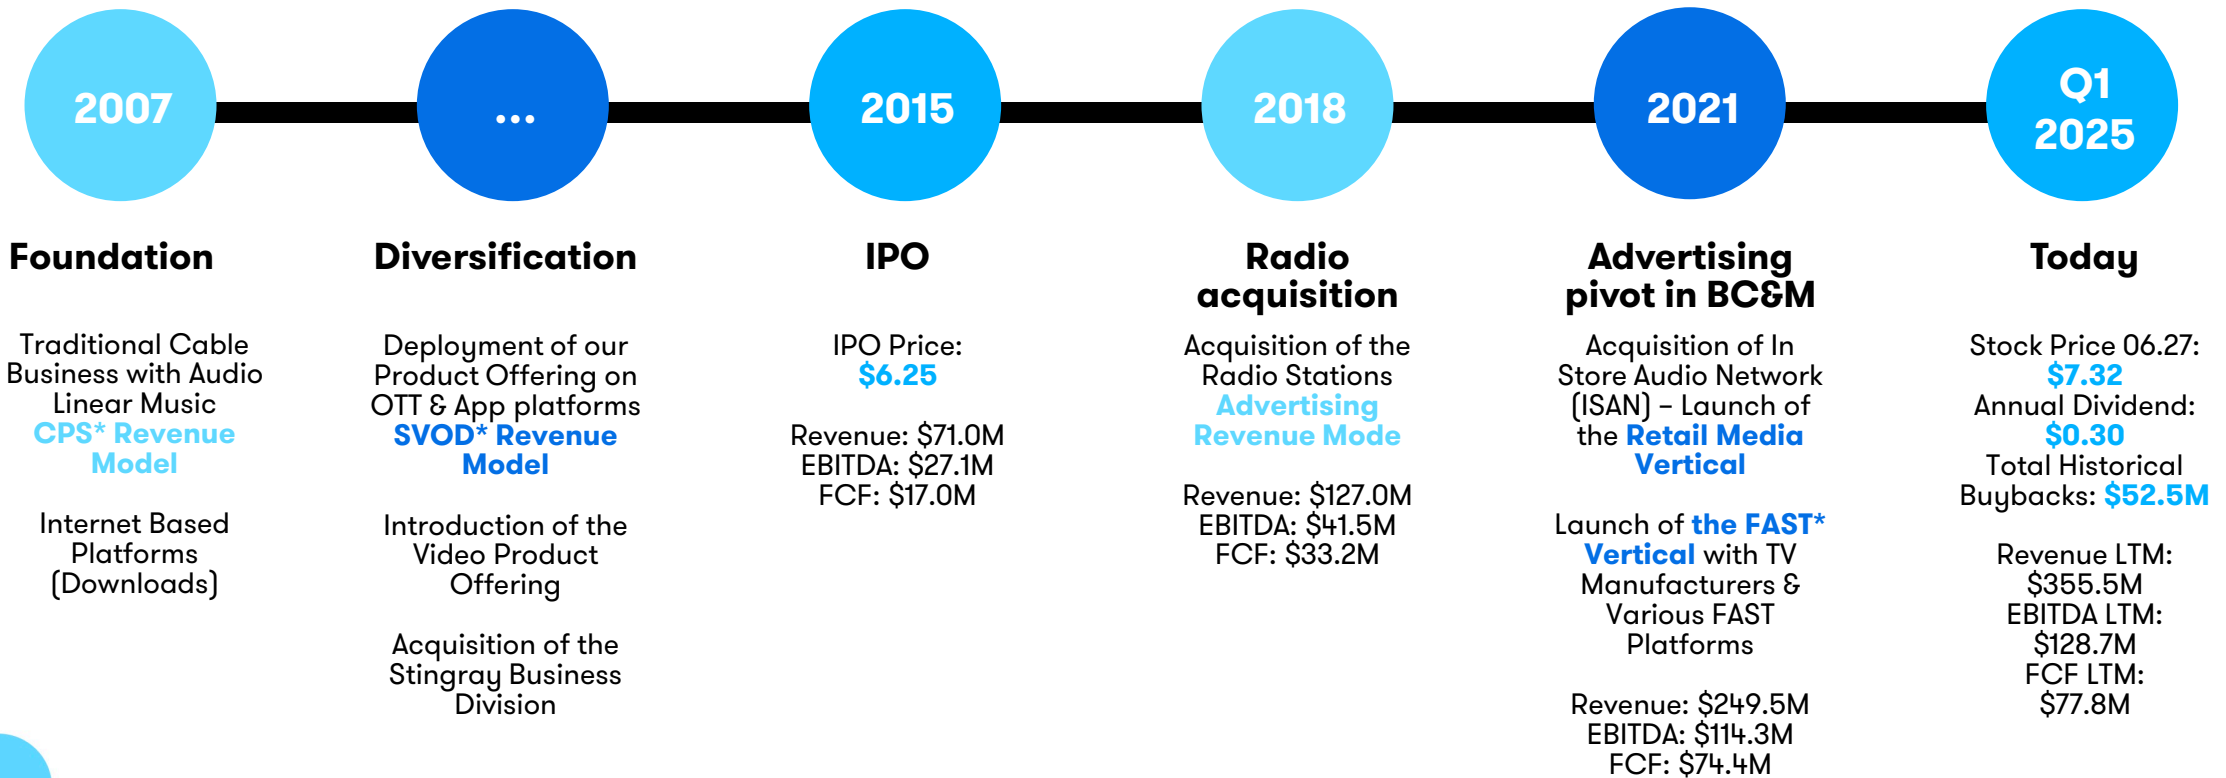 2007
...
2015
2018
2021
Q1
2025
Foundation
Traditional Cable
Business with Audio
Linear Music
CPS* Revenue
Model
Internet Based
Platforms
(Downloads)
Diversification
Deployment of our
Product Offering on
OTT & App platforms
SVOD* Revenue
Model
Introduction of the
Video Product
Offering
Acquisition of the
Stingray Business
Division
IPO
IPO Price:
$6.25
Revenue: $71.0M
EBITDA: $27.1M
FCF: $17.0M
Radio
acquisition
Acquisition of the
Radio Stations
Advertising
Revenue Mode
Revenue: $127.0M
EBITDA: $41.5M
FCF: $33.2M
Advertising
pivot in BC&M
Acquisition of In
Store Audio Network
(ISAN) – Launch of
the Retail Media
Vertical
Launch of the FAST*
Vertical with TV
Manufacturers &
Various FAST
Platforms
Revenue: $249.5M
EBITDA: $114.3M
FCF: $74.4M
Today
Stock Price 06.27:
$7.32
Annual Dividend:
$0.30
Total Historical
Buybacks: $52.5M
Revenue LTM:
$355.5M
EBITDA LTM:
$128.7M
FCF LTM:
$77.8M